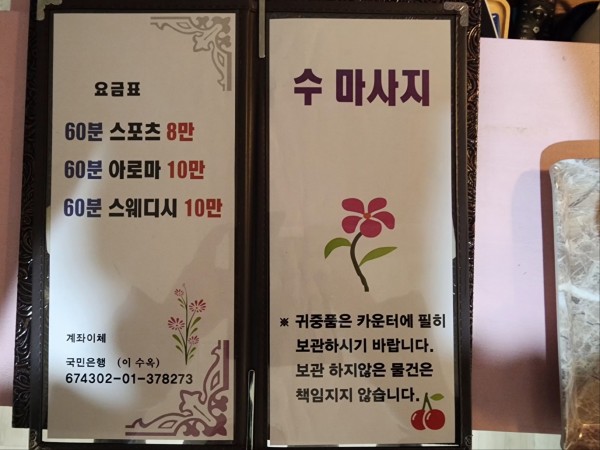 요금표
60분 스포츠 8만
60분 아로마 10만
60분 스웨디시 10만
계좌이체
국민은행 (이 수옥)
674302-01-378273
수 마사지
※ 귀중품은 카운터에 필히
보관하시기 바랍니다.
보관 하지않은 물건은
책임지지 않습니다.